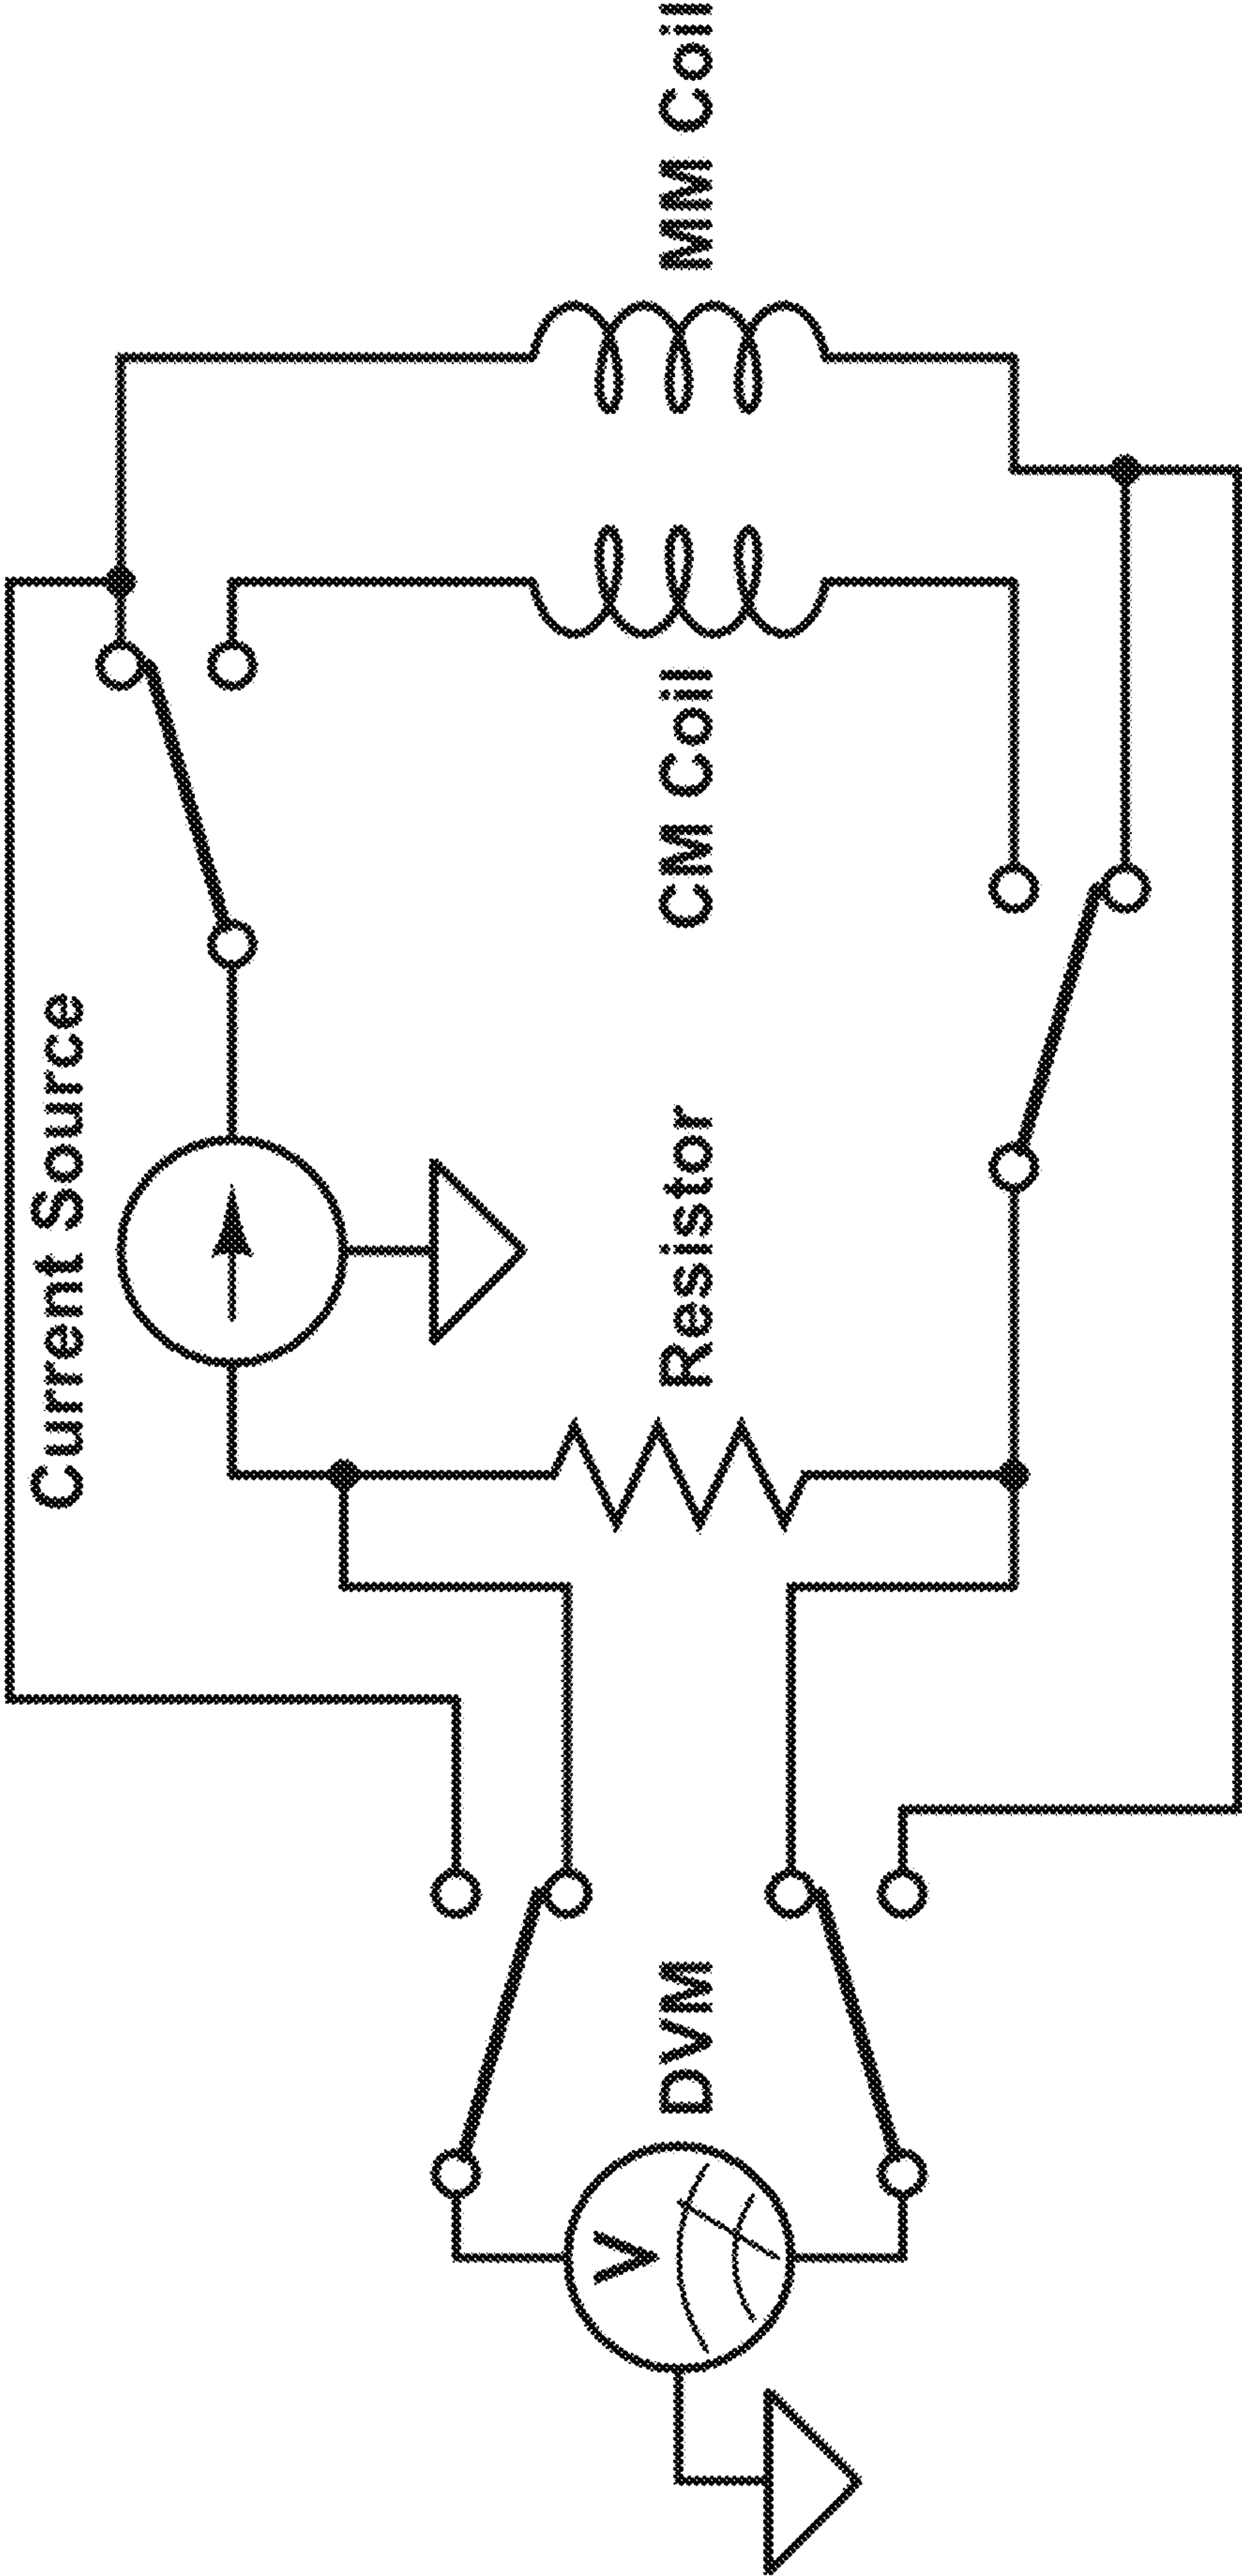 Current Source
V
DVM
Resistor
CM Coil
MM Coil